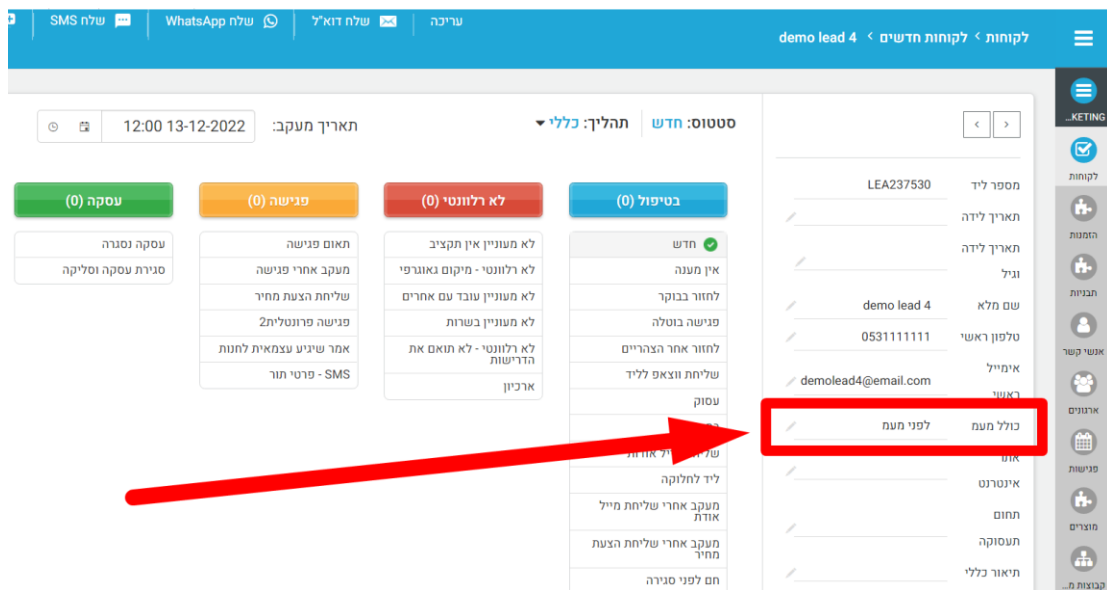 לקוחות > לקוחות חדשים > demo lead 4
עריכה
שלח דוא"ל
שלח WhatsApp
שלח SMS
KETING...
לקוחות
הזמנות
תבניות
אנשי קשר
ארגונים
פגישות
מוצרים
קבוצות מ...
מספר ליד LEA237530
תאריך לידה
תאריך לידה
וגיל
שם מלא demo lead 4
טלפון ראשי 0531111111
אימייל
ראשי demolead4@email.com
כולל מעמ לפני מעמ
אתר
אינטרנט
תחום
תעסוקה
תיאור כללי
סטטוס: חדש תהליך: כללי
תאריך מעקב: 13-12-2022 12:00
בטיפול (0)
חדש
אין מענה
לחזור בבוקר
פגישה בוטלה
לחזור אחר הצהריים
שליחת ווצאפ לליד
עסוק
ליד לחלוקה
מעקב אחרי שליחת מייל
אודת
מעקב אחרי שליחת הצעת
מחיר
חם לפני סגירה
לא רלוונטי (0)
לא מעוניין אין תקציב
לא רלוונטי - מיקום גאוגרפי
לא מעוניין עובד עם אחרים
לא מעוניין בשרות
לא רלוונטי - לא תואם את
הדרישות
ארכיון
פגישה (0)
תאום פגישה
מעקב אחרי פגישה
שליחת הצעת מחיר
פגישה פרונטלית2
אמר שיגיע עצמאית לחנות
SMS - פרטי תור
עסקה (0)
עסקה נסגרה
סגירת עסקה וסליקה